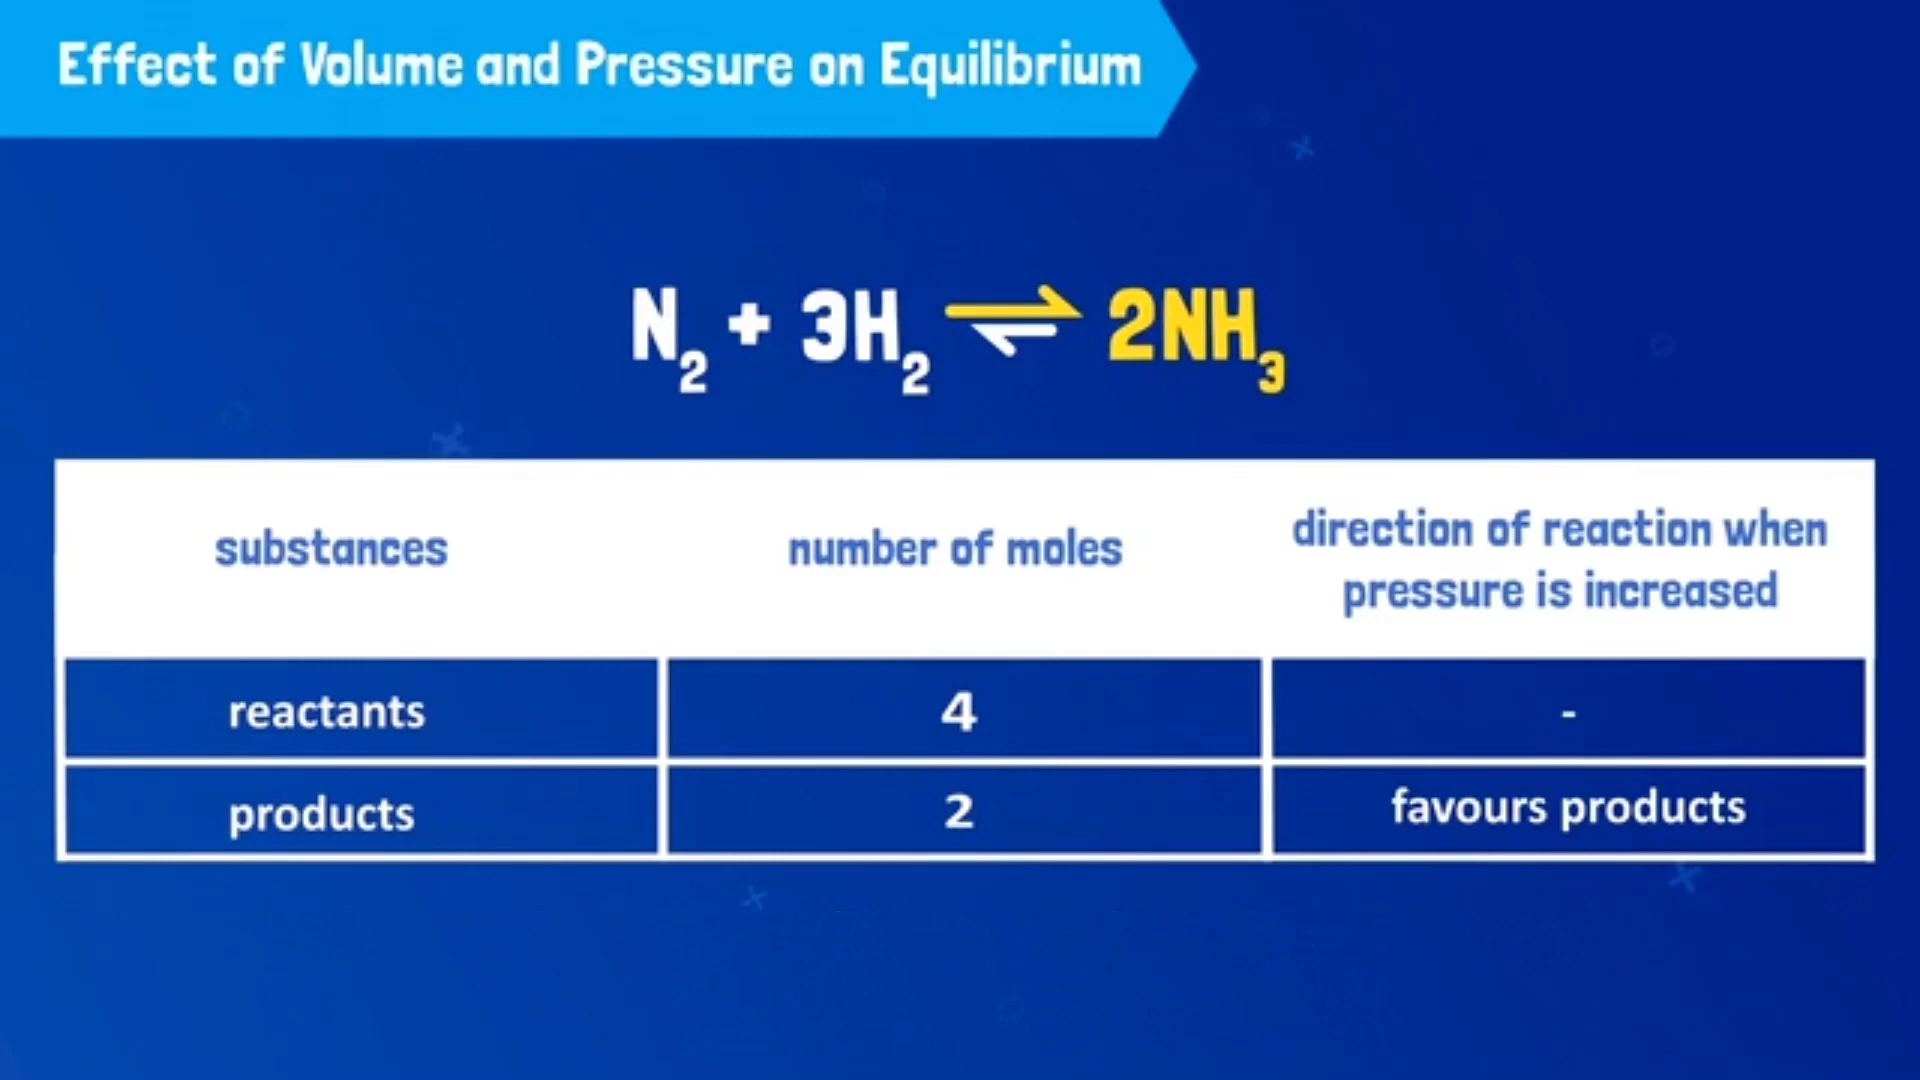 Effect of Volume and Pressure on Equilibrium
N₂ + 3H₂ ⇌ 2NH₃
substances number of moles direction of reaction when
pressure is increased
reactants 4 -
products 2 favours products